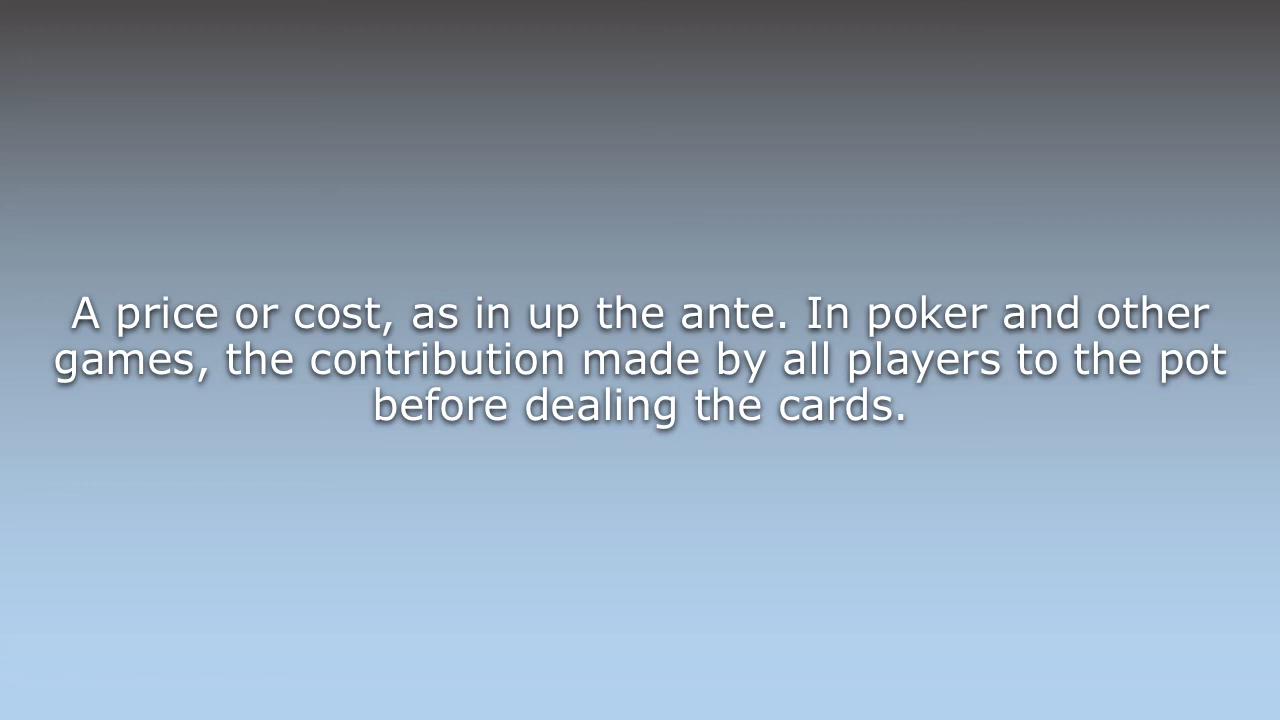 A price or cost, as in up the ante. In poker and other
games, the contribution made by all players to the pot
before dealing the cards.